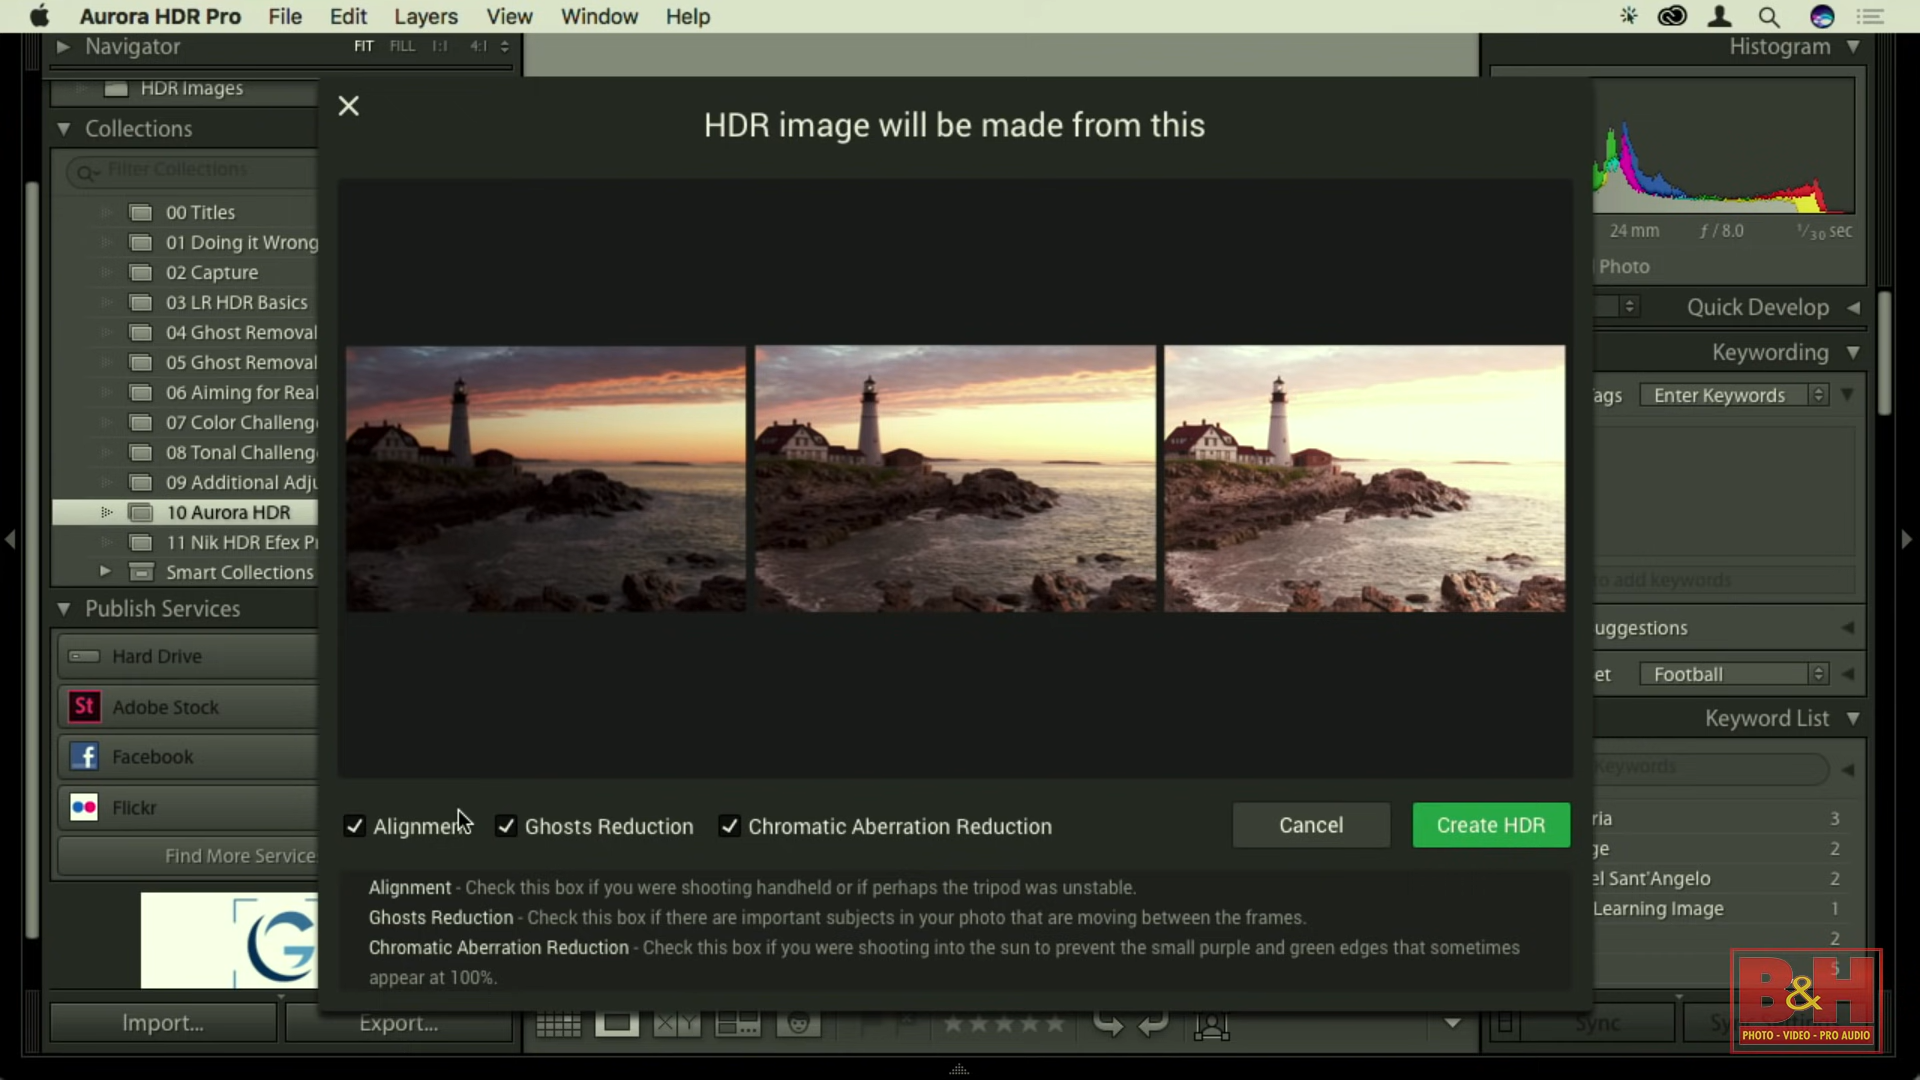 Aurora HDR Pro File Edit Layers View Window Help
Navigator FIT FILL 1:1 4:1
Histogram
HDR Images
HDR image will be made from this
Collections
Filter Collections
00 Titles
01 Doing it Wrong
02 Capture
03 LR HDR Basics
04 Ghost Removal
05 Ghost Removal
06 Aiming for Real
07 Color Challeng
08 Tonal Challeng
09 Additional Adju
10 Aurora HDR
11 Nik HDR Efex P
Smart Collections
Publish Services
Hard Drive
St Adobe Stock
f Facebook
Flickr
Find More Service
G
Import... Export...
24 mm f / 8.0 1/30 sec
Photo
Quick Develop
Keywording
ags Enter Keywords
to add keywords
uggestions
et Football
Keyword List
Keywords
ria 3
ge 2
el Sant'Angelo 2
Learning Image 1
2
5
Alignment Ghosts Reduction Chromatic Aberration Reduction Cancel Create HDR
Alignment - Check this box if you were shooting handheld or if perhaps the tripod was unstable.
Ghosts Reduction - Check this box if there are important subjects in your photo that are moving between the frames.
Chromatic Aberration Reduction - Check this box if you were shooting into the sun to prevent the small purple and green edges that sometimes
appear at 100%.
X Y
Sync
B&H
PHOTO - VIDEO - PRO AUDIO